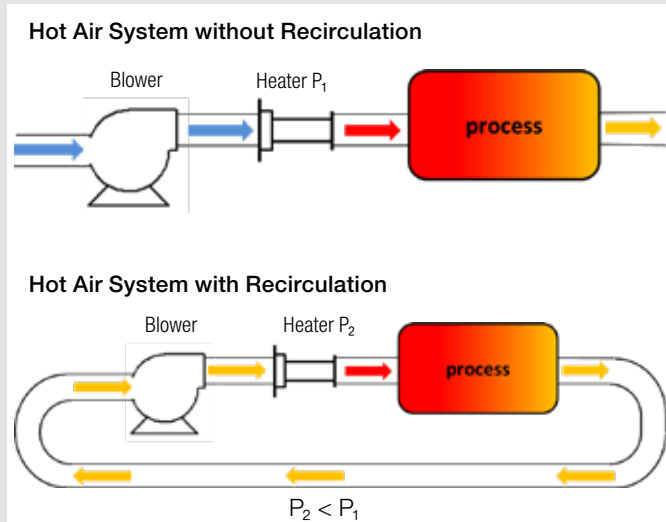 Hot Air System without Recirculation
Blower
Heater P₁
process
Hot Air System with Recirculation
Blower
Heater P₂
process
P₂ < P₁